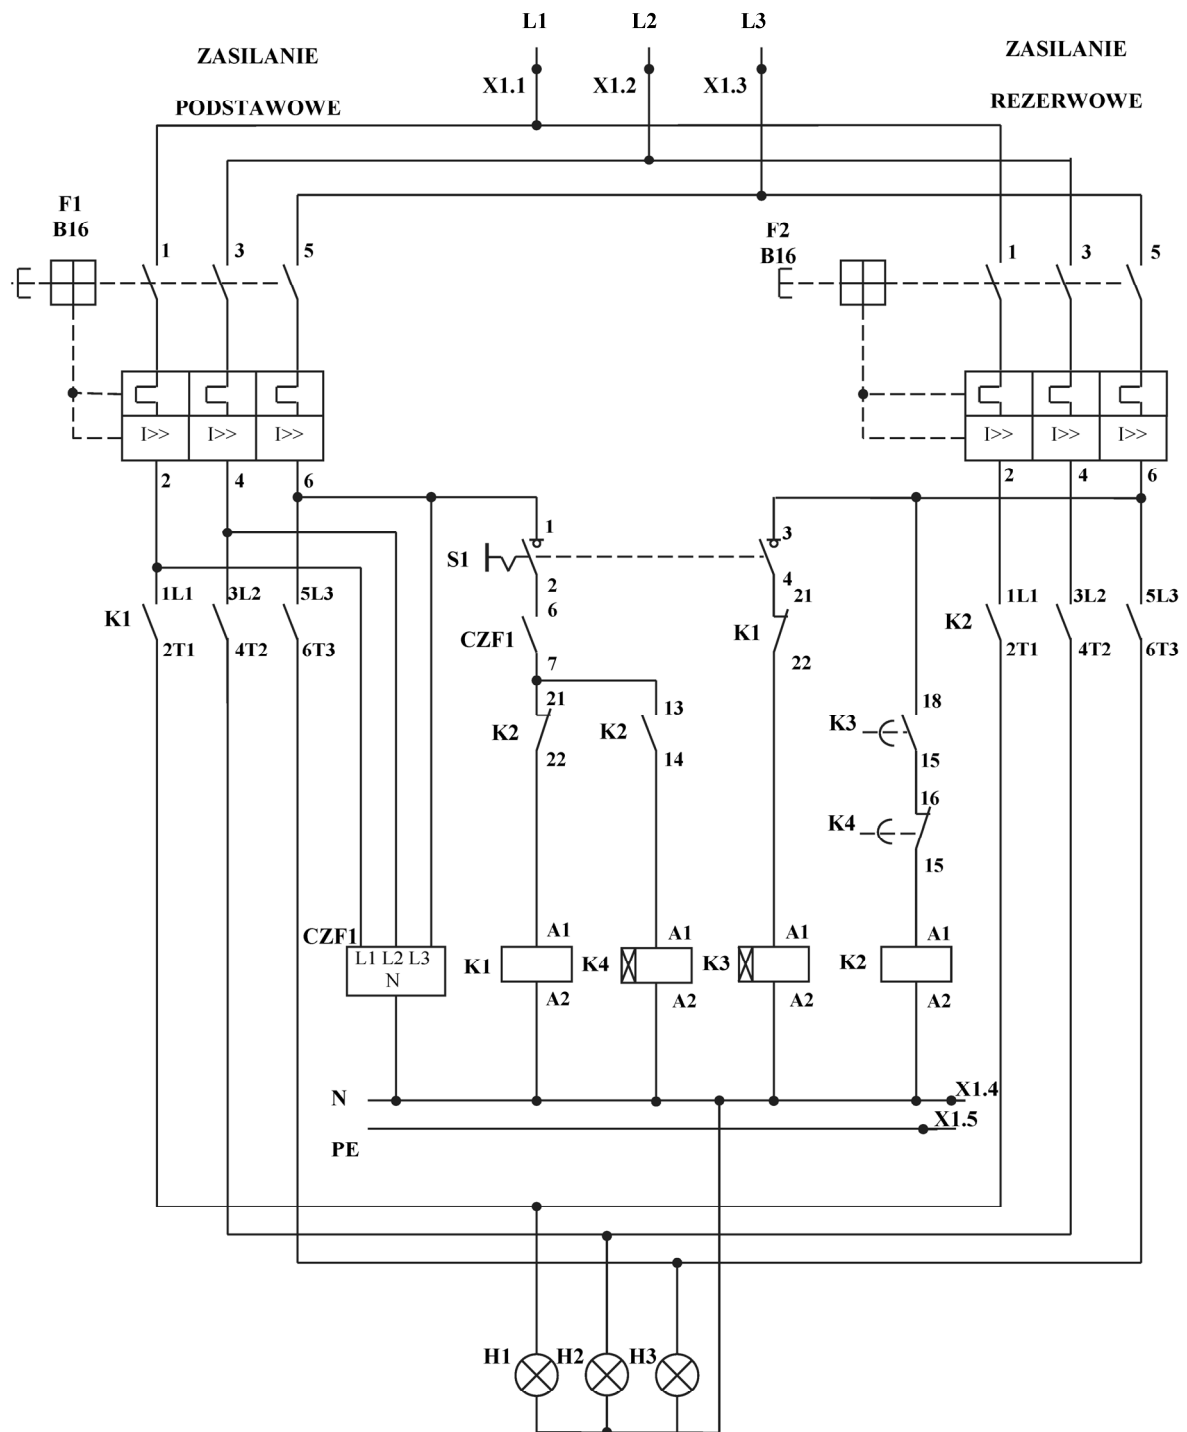 L1 L2 L3
ZASILANIE
PODSTAWOWE
ZASILANIE
REZERWOWE
X1.1 X1.2 X1.3
F1
B16
1 3 5
F2
B16
1 3 5
I>> I>> I>>
2 4 6
I>> I>> I>>
2 4 6
S1
1
2
3
4
K1
1L1 3L2 5L3
2T1 4T2 6T3
CZF1
6
7
K1
21
22
K2
1L1 3L2 5L3
2T1 4T2 6T3
K2
21
22
K2
13
14
K3
18
15
K4
16
15
CZF1
L1 L2 L3
N
K1
A1
A2
K4
A1
A2
K3
A1
A2
K2
A1
A2
N
X1.4
PE
X1.5
H1 H2 H3